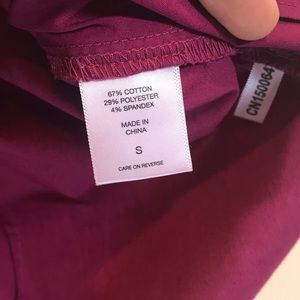 67% COTTON
29% POLYESTER
4% SPANDEX
MADE IN
CHINA
S
CARE ON REVERSE
CN150064